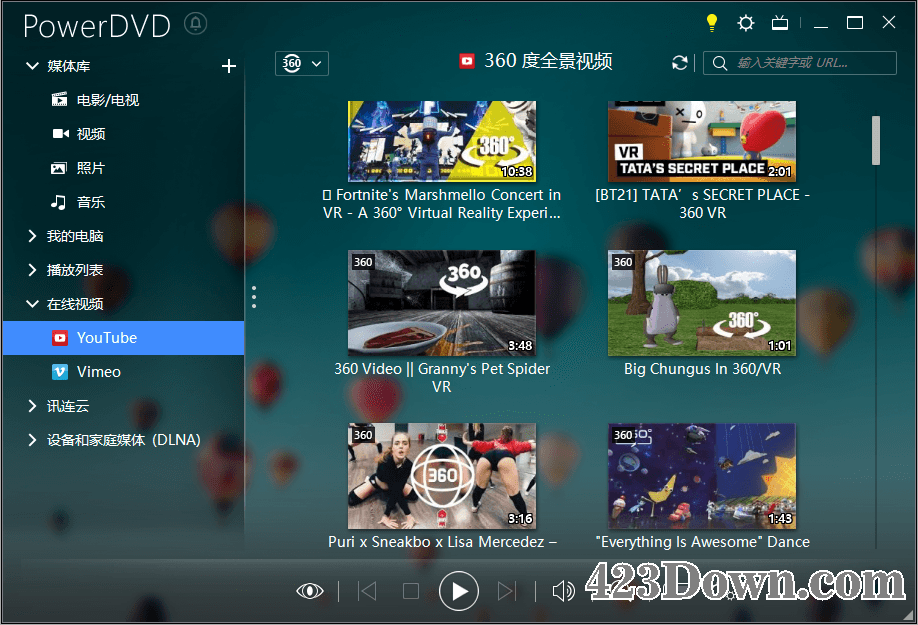 PowerDVD
媒体库
电影/电视
视频
照片
音乐
我的电脑
播放列表
在线视频
YouTube
Vimeo
讯连云
设备和家庭媒体 (DLNA)
360
360 度全景视频
输入关键字或 URL...
360°
10:38
Fortnite's Marshmello Concert in
VR - A 360° Virtual Reality Experi...
VR
TATA'S SECRET PLACE
2:01
[BT21] TATA’s SECRET PLACE -
360 VR
360
360
3:48
360 Video || Granny's Pet Spider
VR
360
360°
1:01
Big Chungus In 360/VR
360
360
3:16
Puri x Sneakbo x Lisa Mercedez –
360
1:43
"Everything Is Awesome" Dance
423Down.com